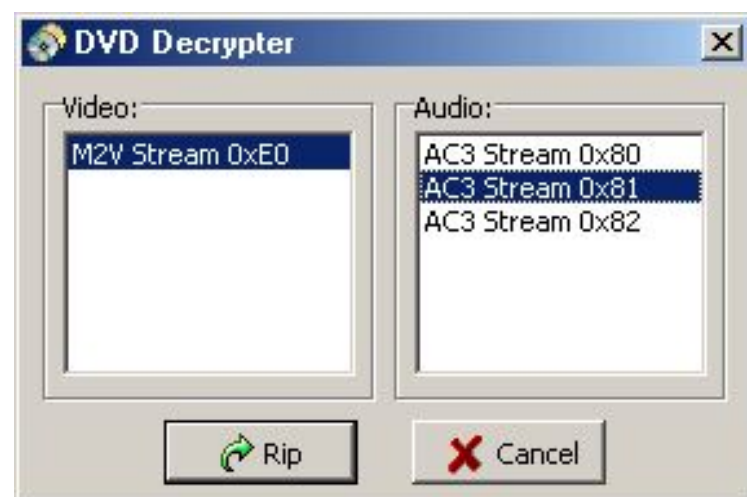 DVD Decrypter
Video:
M2V Stream 0xE0
Audio:
AC3 Stream 0x80
AC3 Stream 0x81
AC3 Stream 0x82
Rip
Cancel